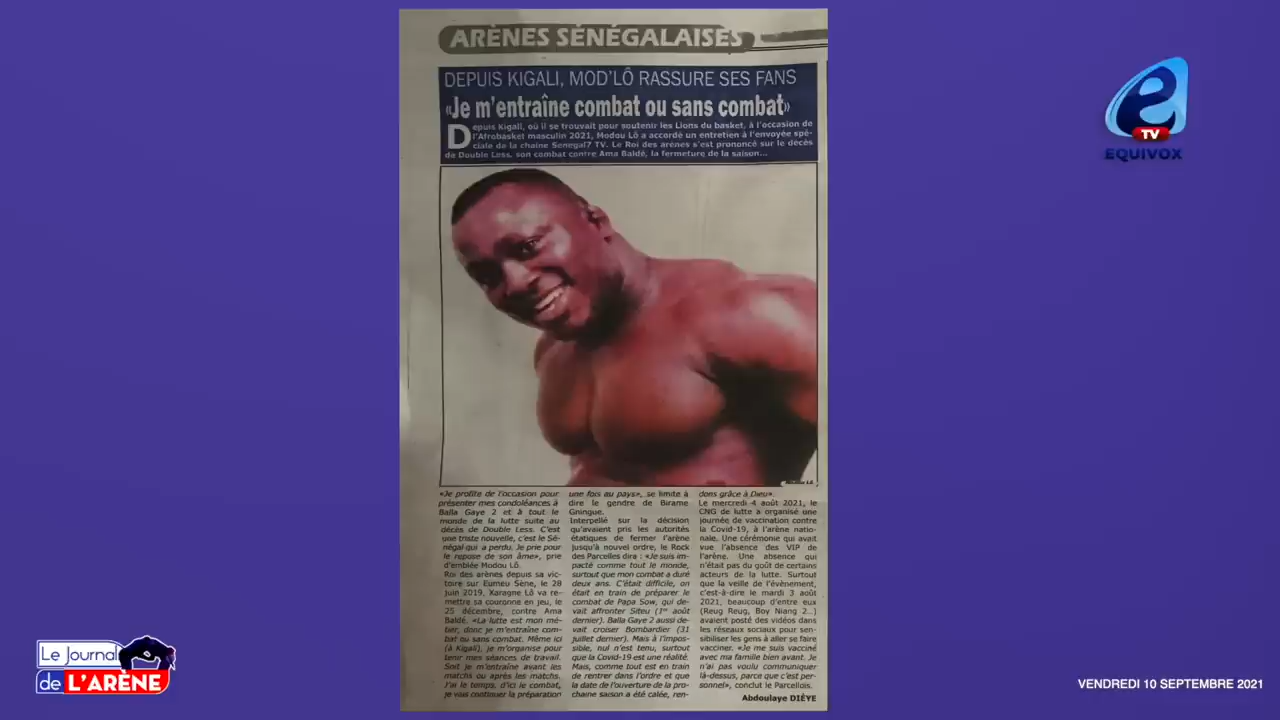 ARÈNES SÉNÉGALAISES
DEPUIS KIGALI, MOD'LÔ RASSURE SES FANS
«Je m'entraîne combat ou sans combat»
Depuis Kigali, où il se trouvait pour soutenir les Lions du basket, à l'occasion de
l'Afrobasket masculin 2021, Modou Lô a accordé un entretien à l'envoyée spé-
ciale de la chaîne Senegal7 TV. Le Roi des arènes s'est prononcé sur le décès
de Double Less, son combat contre Ama Baldé, la fermeture de la saison...
Modou Lô
«Je profite de l'occasion pour
présenter mes condoléances à
Balla Gaye 2 et à tout le
monde de la lutte suite au
décès de Double Less. C'est
une triste nouvelle, c'est le Sé-
négal qui a perdu. Je prie pour
le repose de son âme», prie
d'emblée Modou Lô.
Roi des arènes depuis sa vic-
toire sur Eumeu Sène, le 28
juin 2019, Xaragne Lô va re-
mettre sa couronne en jeu, le
25 décembre, contre Ama
Baldé. «La lutte est mon mé-
tier, donc je m'entraîne com-
bat ou sans combat. Même ici
(à Kigali), je m'organise pour
tenir mes séances de travail.
Soit je m'entraîne avant les
matchs ou après les matchs.
J'ai le temps, d'ici le combat,
je vais continuer la préparation
une fois au pays», se limite à
dire le gendre de Birame
Gningue.
Interpellé sur la décision
qu'avaient pris les autorités
étatiques de fermer l'arène
jusqu'à nouvel ordre, le Rock
des Parcelles dira : «Je suis im-
pacté comme tout le monde,
surtout que mon combat a duré
deux ans. C'était difficile, on
était en train de préparer le
combat de Papa Sow, qui de-
vait affronter Siteu (1er août
dernier). Balla Gaye 2 aussi de-
vait croiser Bombardier (31
juillet dernier). Mais à l'impos-
sible, nul n'est tenu, surtout
que la Covid-19 est une réalité.
Mais, comme tout est en train
de rentrer dans l'ordre et que
la date de l'ouverture de la pro-
chaine saison a été calée, ren-
dons grâce à Dieu».
Le mercredi 4 août 2021, le
CNG de lutte a organisé une
journée de vaccination contre
la Covid-19, à l'arène natio-
nale. Une cérémonie qui avait
vue l'absence des VIP de
l'arène. Une absence qui
n'était pas du goût de certains
acteurs de la lutte. Surtout
que la veille de l'évènement,
c'est-à-dire le mardi 3 août
2021, beaucoup d'entre eux
(Reug Reug, Boy Niang 2...)
avaient posté des vidéos dans
les réseaux sociaux pour sen-
sibiliser les gens à aller se faire
vacciner. «Je me suis vacciné
avec ma famille bien avant. Je
n'ai pas voulu communiquer
là-dessus, parce que c'est per-
sonnel», conclut le Parcellois.
Abdoulaye DIÈYE
e
TV
EQUIVOX
Le Journal
de L'ARÈNE
VENDREDI 10 SEPTEMBRE 2021